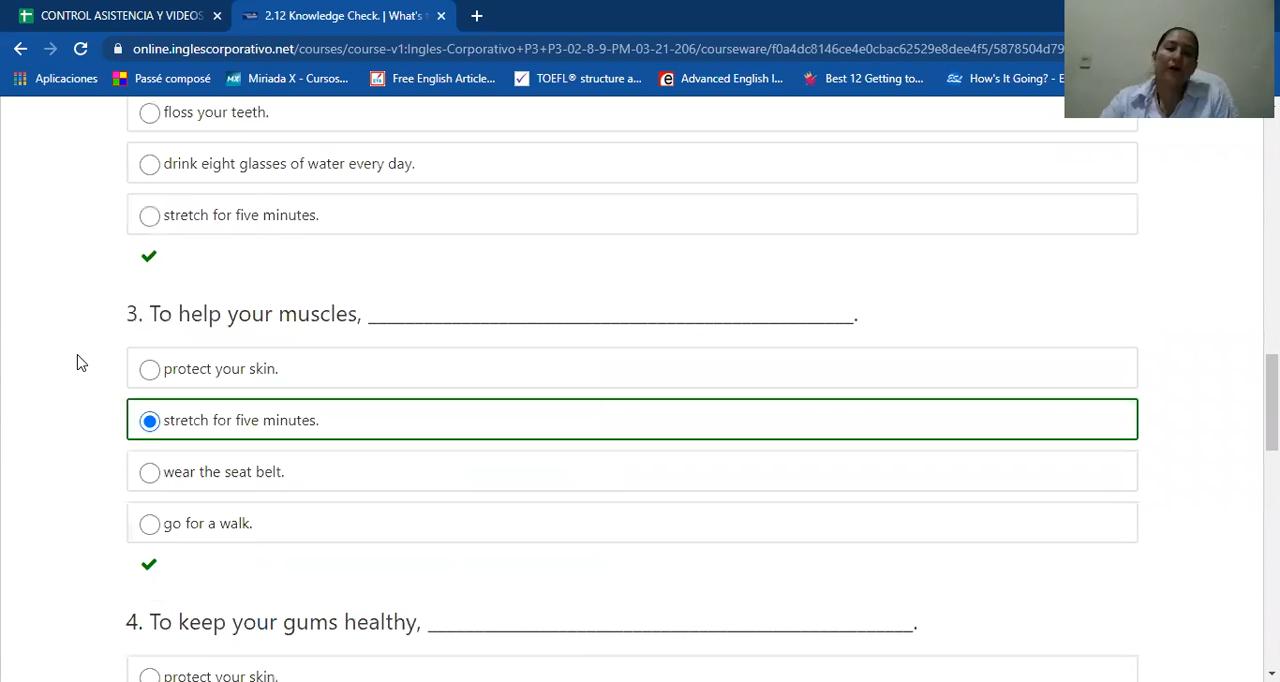 CONTROL ASISTENCIA Y VIDEOS
2.12 Knowledge Check. | What's
online.inglescorporativo.net/courses/course-v1:Ingles-Corporativo+P3+P3-02-8-9-PM-03-21-206/courseware/f0a4dc8146ce4e0cbac62529e8dee4f5/5878504d79
Aplicaciones
Passé composé
Miriada X - Cursos...
Free English Article...
TOEFL® structure a...
Advanced English l...
Best 12 Getting to...
How's It Going? - E
floss your teeth.
drink eight glasses of water every day.
stretch for five minutes.
3. To help your muscles, ____________________________________________.
protect your skin.
stretch for five minutes.
wear the seat belt.
go for a walk.
4. To keep your gums healthy, ____________________________________________.
protect your skin.